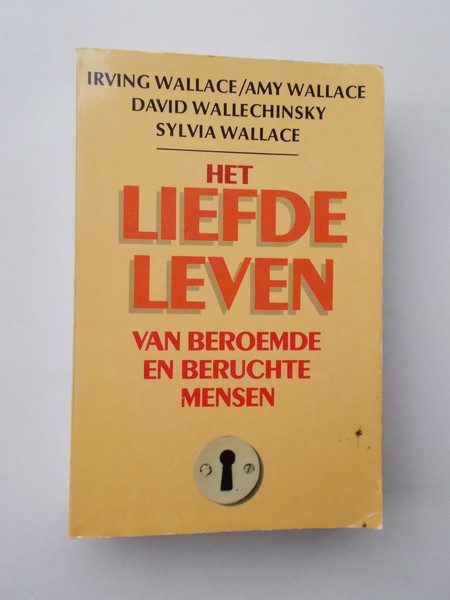 IRVING WALLACE/AMY WALLACE
DAVID WALLECHINSKY
SYLVIA WALLACE
HET
LIEFDE
LEVEN
VAN BEROEMDE
EN BERUCHTE
MENSEN